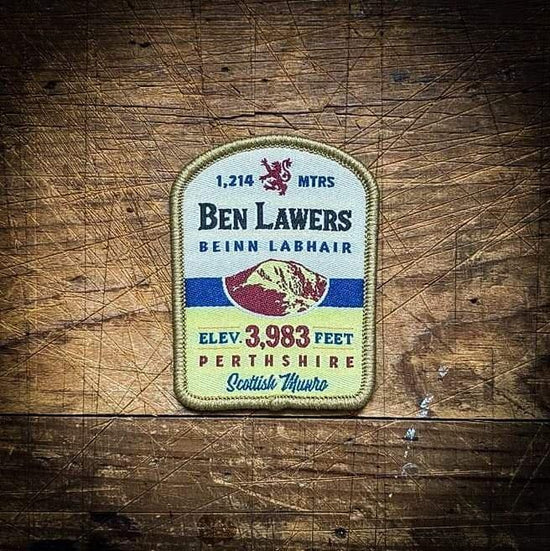 1,214 MTRS
BEN LAWERS
BEINN LABHAIR
ELEV. 3,983 FEET
PERTHSHIRE
Scottish Munro